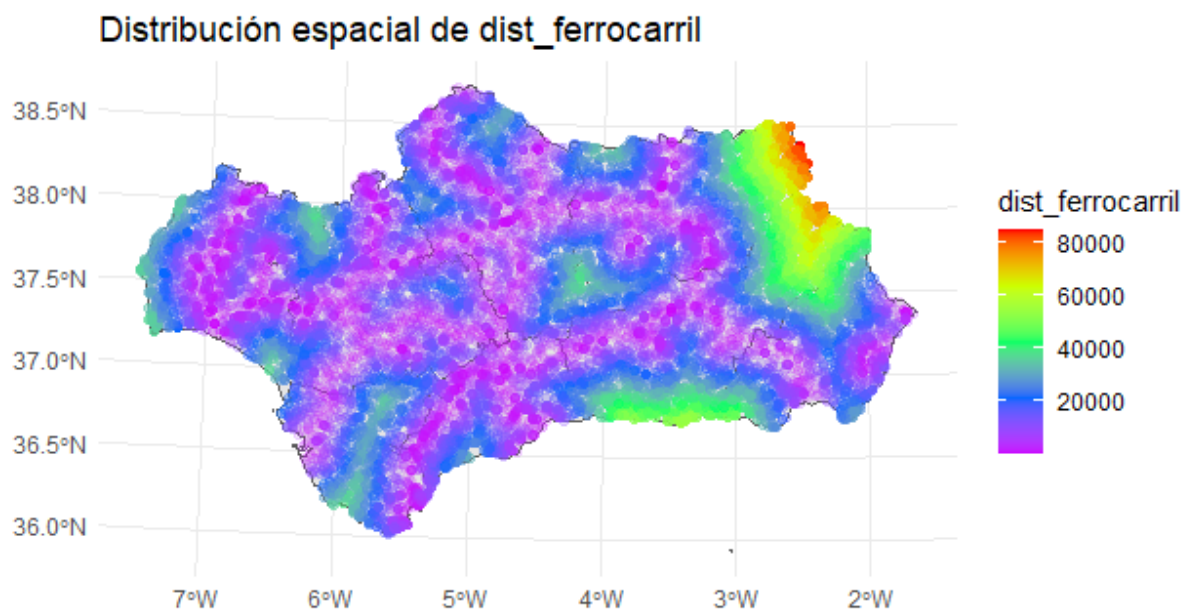 Distribución espacial de dist_ferrocarril
38.5°N
38.0°N
37.5°N
37.0°N
36.5°N
36.0°N
7°W
6°W
5°W
4°W
3°W
2°W
dist_ferrocarril
80000
60000
40000
20000